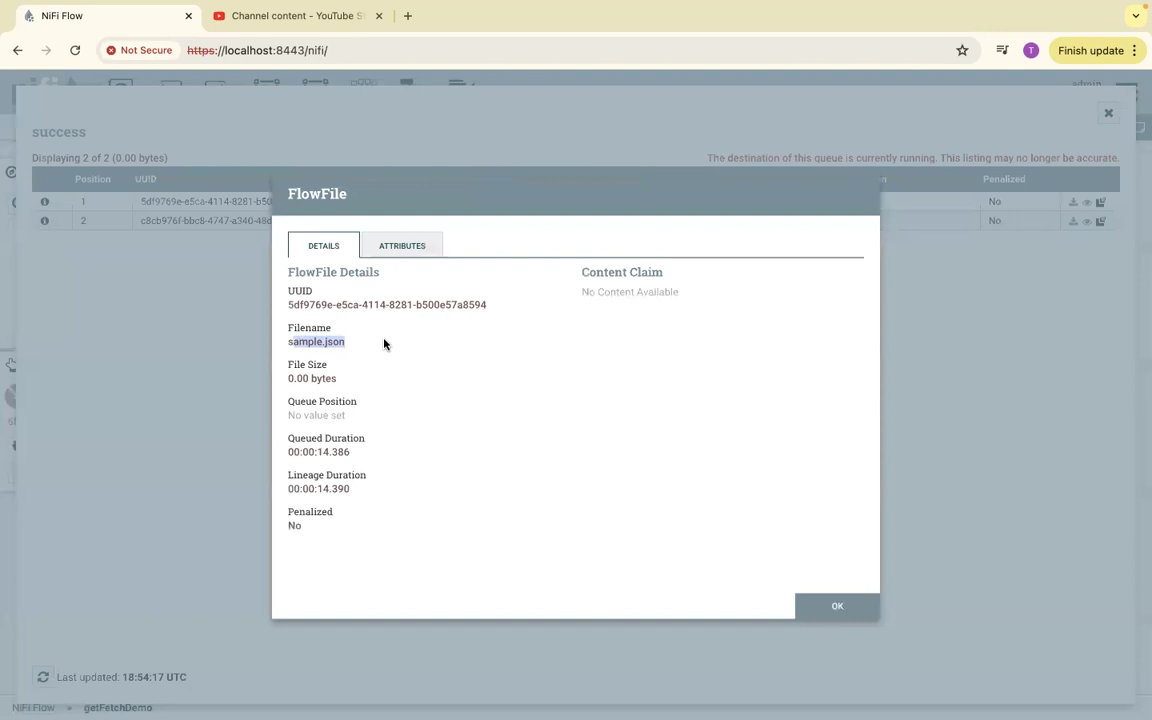 NiFi Flow
Channel content - YouTube S
Not Secure
https://localhost:8443/nifi/
T
Finish update
admin
success
Displaying 2 of 2 (0.00 bytes)
The destination of this queue is currently running. This listing may no longer be accurate.
Position
UUID
Penalized
1
5df9769e-e5ca-4114-8281-b50
No
2
c8cb976f-bbc8-4747-a340-48d
No
FlowFile
DETAILS
ATTRIBUTES
FlowFile Details
Content Claim
UUID
No Content Available
5df9769e-e5ca-4114-8281-b500e57a8594
Filename
sample.json
File Size
0.00 bytes
Queue Position
No value set
Queued Duration
00:00:14.386
Lineage Duration
00:00:14.390
Penalized
No
OK
Last updated: 18:54:17 UTC
NiFi Flow » getFetchDemo